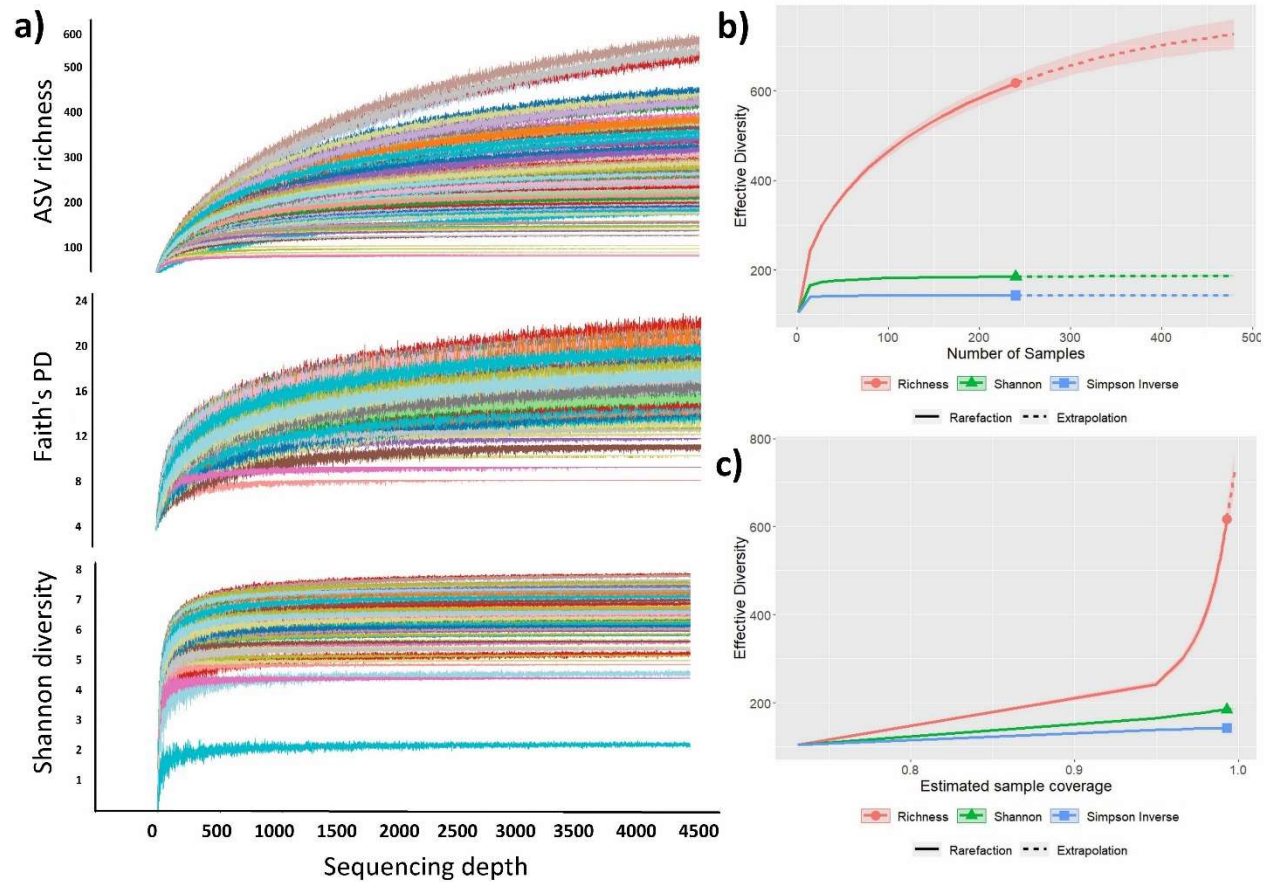 a)
600
500
400
300
200
100
ASV richness
24
20
16
12
8
4
Faith's PD
8
7
6
5
4
3
2
1
Shannon diversity
0 500 1000 1500 2000 2500 3000 3500 4000 4500
Sequencing depth
b)
600
400
200
Effective Diversity
0 100 200 300 400 500
Number of Samples
Richness Shannon Simpson Inverse
Rarefaction Extrapolation
c)
800
600
400
200
Effective Diversity
0.8 0.9 1.0
Estimated sample coverage
Richness Shannon Simpson Inverse
Rarefaction Extrapolation